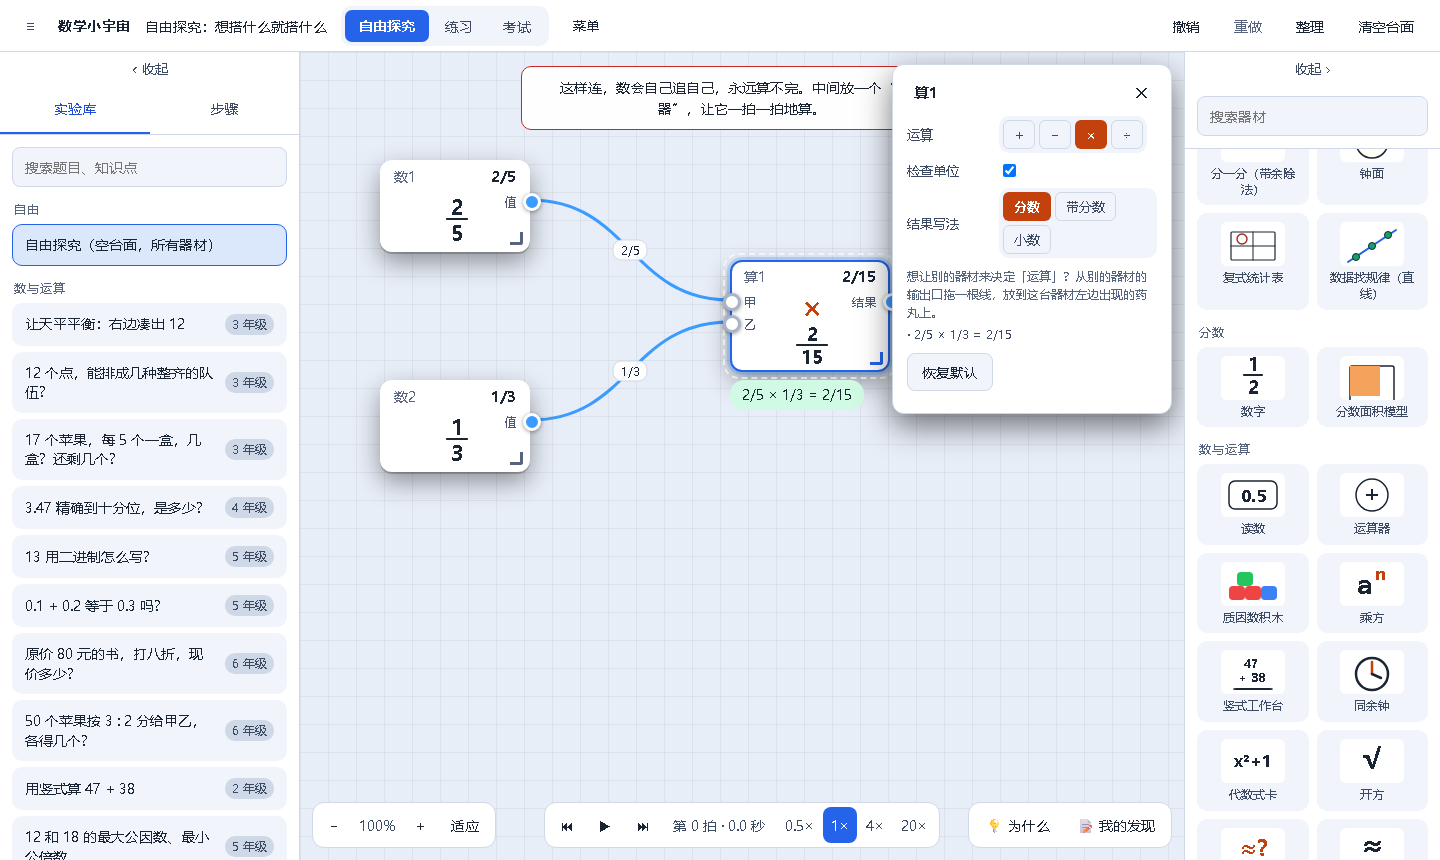 ≡ 数学小宇宙 自由探究：想搭什么就搭什么 自由探究 练习 考试 菜单 撤销 重做 整理 清空台面
‹ 收起
实验库 步骤
搜索题目、知识点
自由
自由探究（空台面，所有器材）
数与运算
让天平平衡：右边凑出 12 3 年级
12 个点，能排成几种整齐的队
伍？ 3 年级
17 个苹果，每 5 个一盒，几
盒？还剩几个？ 3 年级
3.47 精确到十分位，是多少？ 4 年级
13 用二进制怎么写？ 5 年级
0.1 + 0.2 等于 0.3 吗？ 5 年级
原价 80 元的书，打八折，现
价多少？ 6 年级
50 个苹果按 3 : 2 分给甲乙，
各得几个？ 6 年级
用竖式算 47 + 38 2 年级
12 和 18 的最大公因数、最小
公倍数 5 年级
这样连，数会自己追自己，永远算不完。中间放一个“
器”，让它一拍一拍地算。
数1 2/5
值
2
5
2/5
数2 1/3
值
1
3
1/3
算1 2/15
甲 × 结果
乙
2
15
2/5 × 1/3 = 2/15
算1 ✕
运算 + − × ÷
检查单位
结果写法 分数 带分数
小数
想让别的器材来决定「运算」？从别的器材的
输出口拖一根线，放到这台器材左边出现的药
丸上。
· 2/5 × 1/3 = 2/15
恢复默认
− 100% + 适应
第 0 拍 · 0.0 秒 0.5× 1× 4× 20×
为什么 我的发现
收起 ›
搜索器材
分一分（带余除
法）
钟面
复式统计表
数据找规律（直
线）
分数
1
2
数字
分数面积模型
数与运算
0.5
读数
+
运算器
质因数积木
aⁿ
乘方
47
+ 38
竖式工作台
同余钟
x²+1
代数式卡
√
开方
≈?
≈